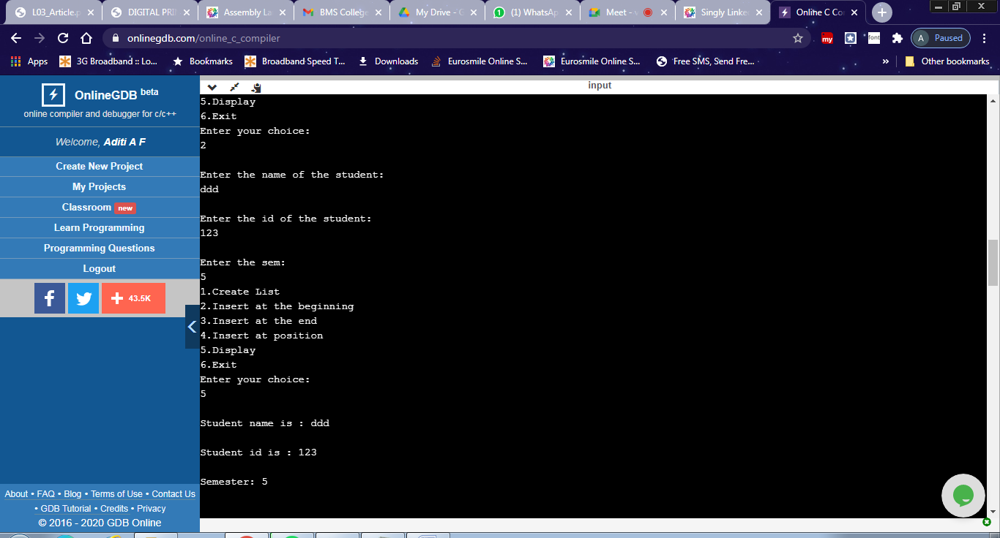 L03_Article.p
DIGITAL PRI
Assembly La
BMS College
My Drive - G
(1) WhatsAp
Meet -
Singly Linke
Online C Co
onlinegdb.com/online_c_compiler
my
font
A Paused
Apps
3G Broadband :: Lo...
Bookmarks
Broadband Speed T...
Downloads
Eurosmile Online S...
Eurosmile Online S...
Free SMS, Send Fre...
»
Other bookmarks
OnlineGDB beta
online compiler and debugger for c/c++
Welcome, Aditi A F
Create New Project
My Projects
Classroom new
Learn Programming
Programming Questions
Logout
43.5K
About • FAQ • Blog • Terms of Use • Contact Us
• GDB Tutorial • Credits • Privacy
© 2016 - 2020 GDB Online
input
5.Display
6.Exit
Enter your choice:
2
Enter the name of the student:
ddd
Enter the id of the student:
123
Enter the sem:
5
1.Create List
2.Insert at the beginning
3.Insert at the end
4.Insert at position
5.Display
6.Exit
Enter your choice:
5
Student name is : ddd
Student id is : 123
Semester: 5